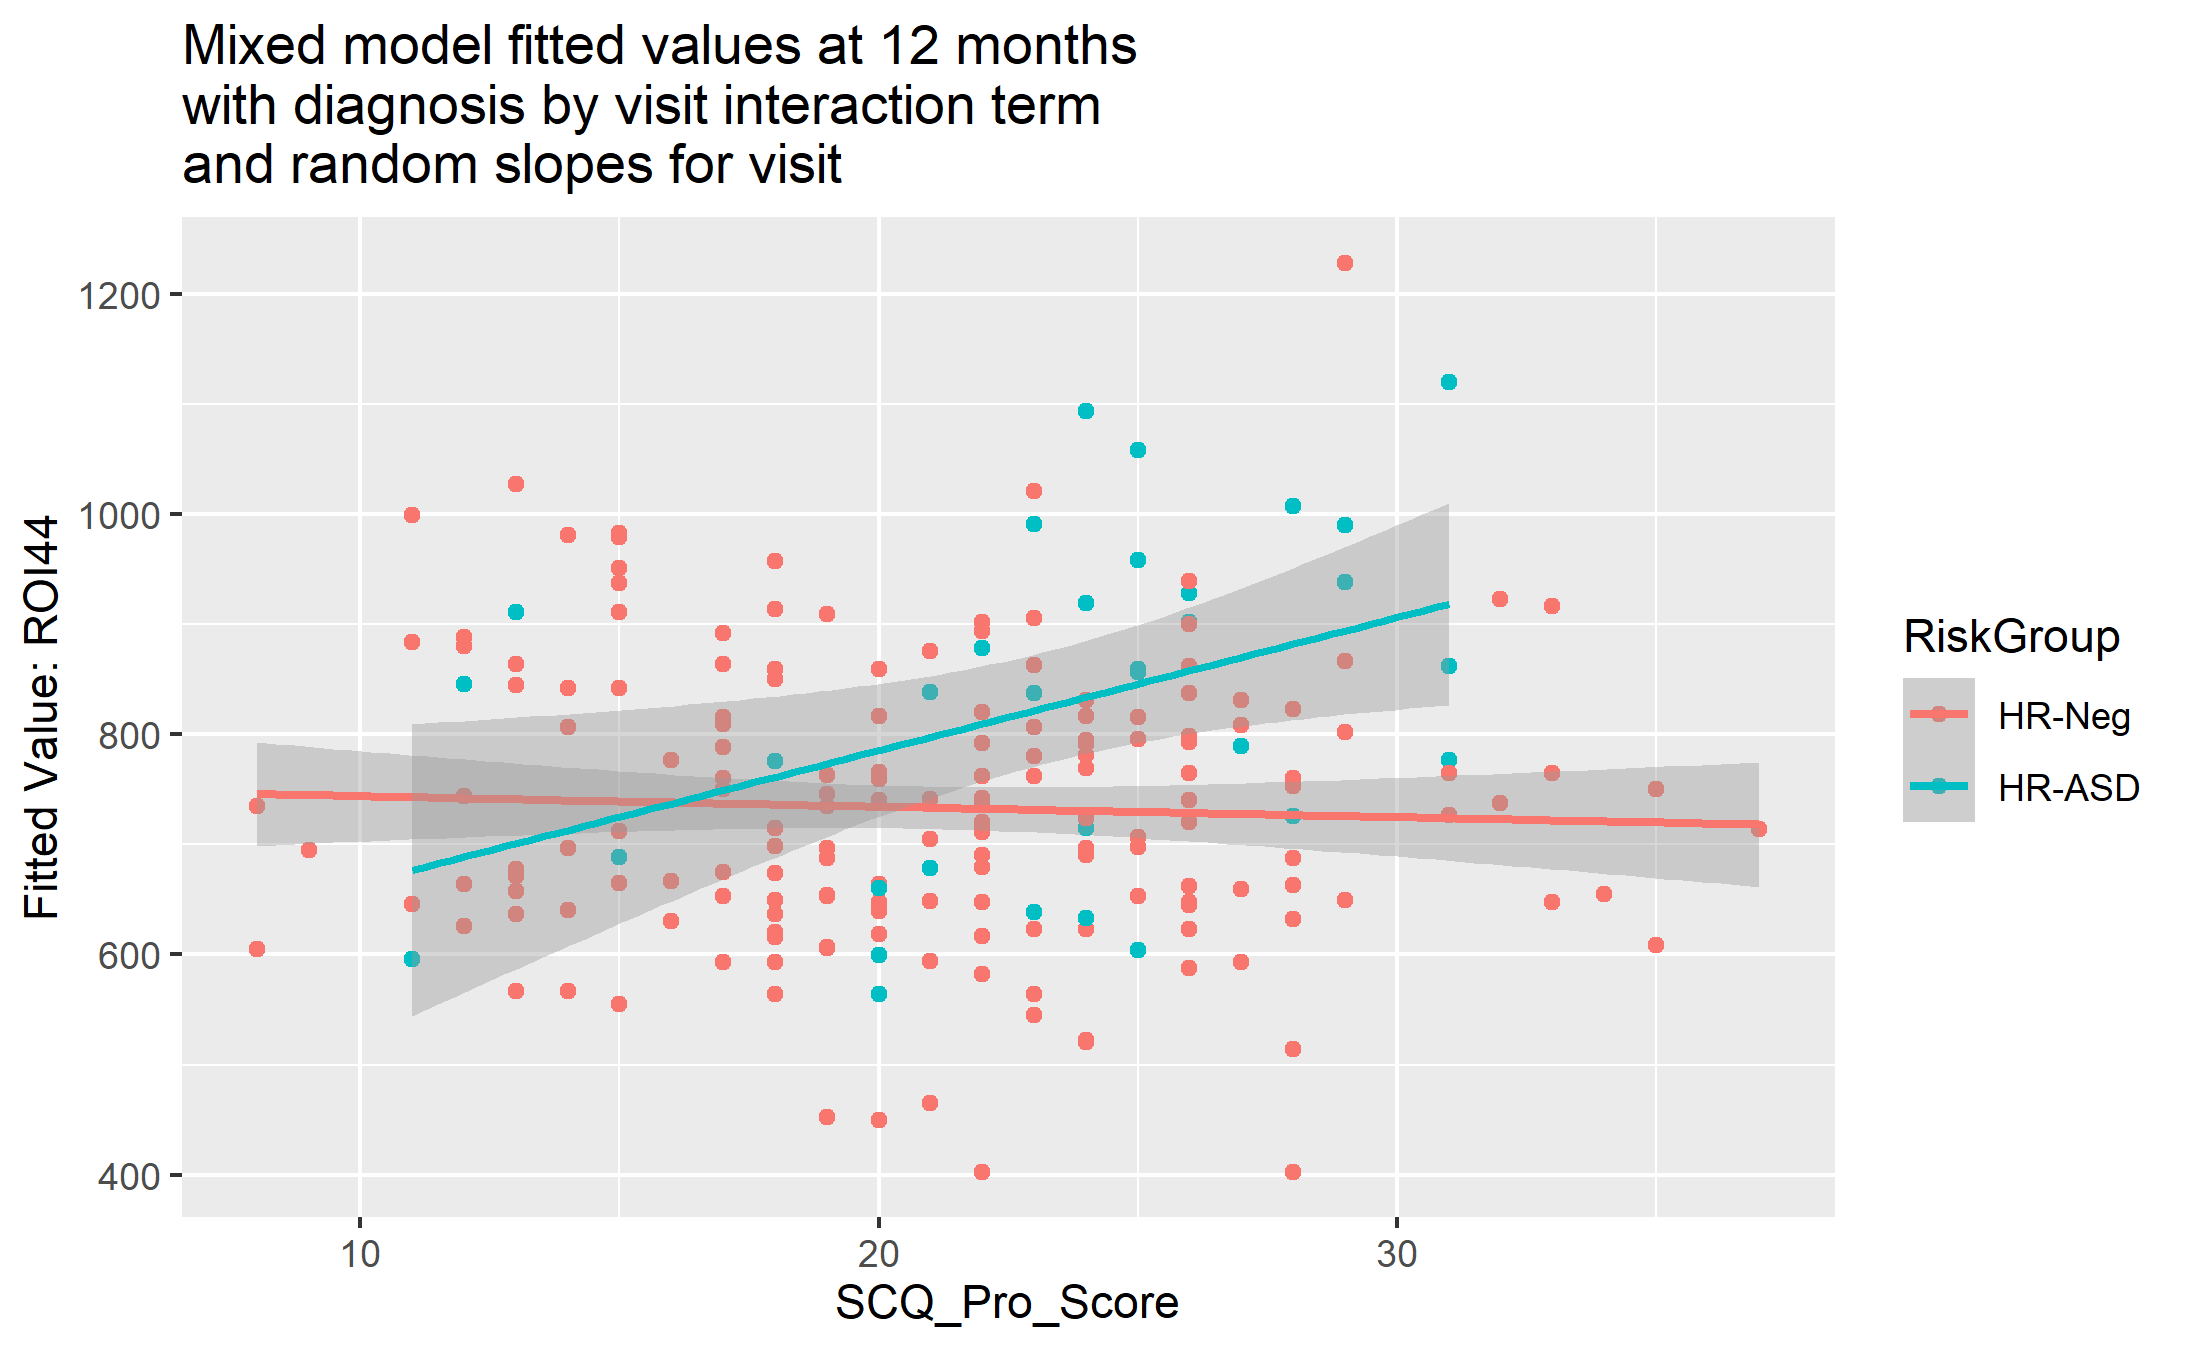 Mixed model fitted values at 12 months
with diagnosis by visit interaction term
and random slopes for visit
Fitted Value: ROI44
1200
1000
800
600
400
10
20
30
SCQ_Pro_Score
RiskGroup
HR-Neg
HR-ASD